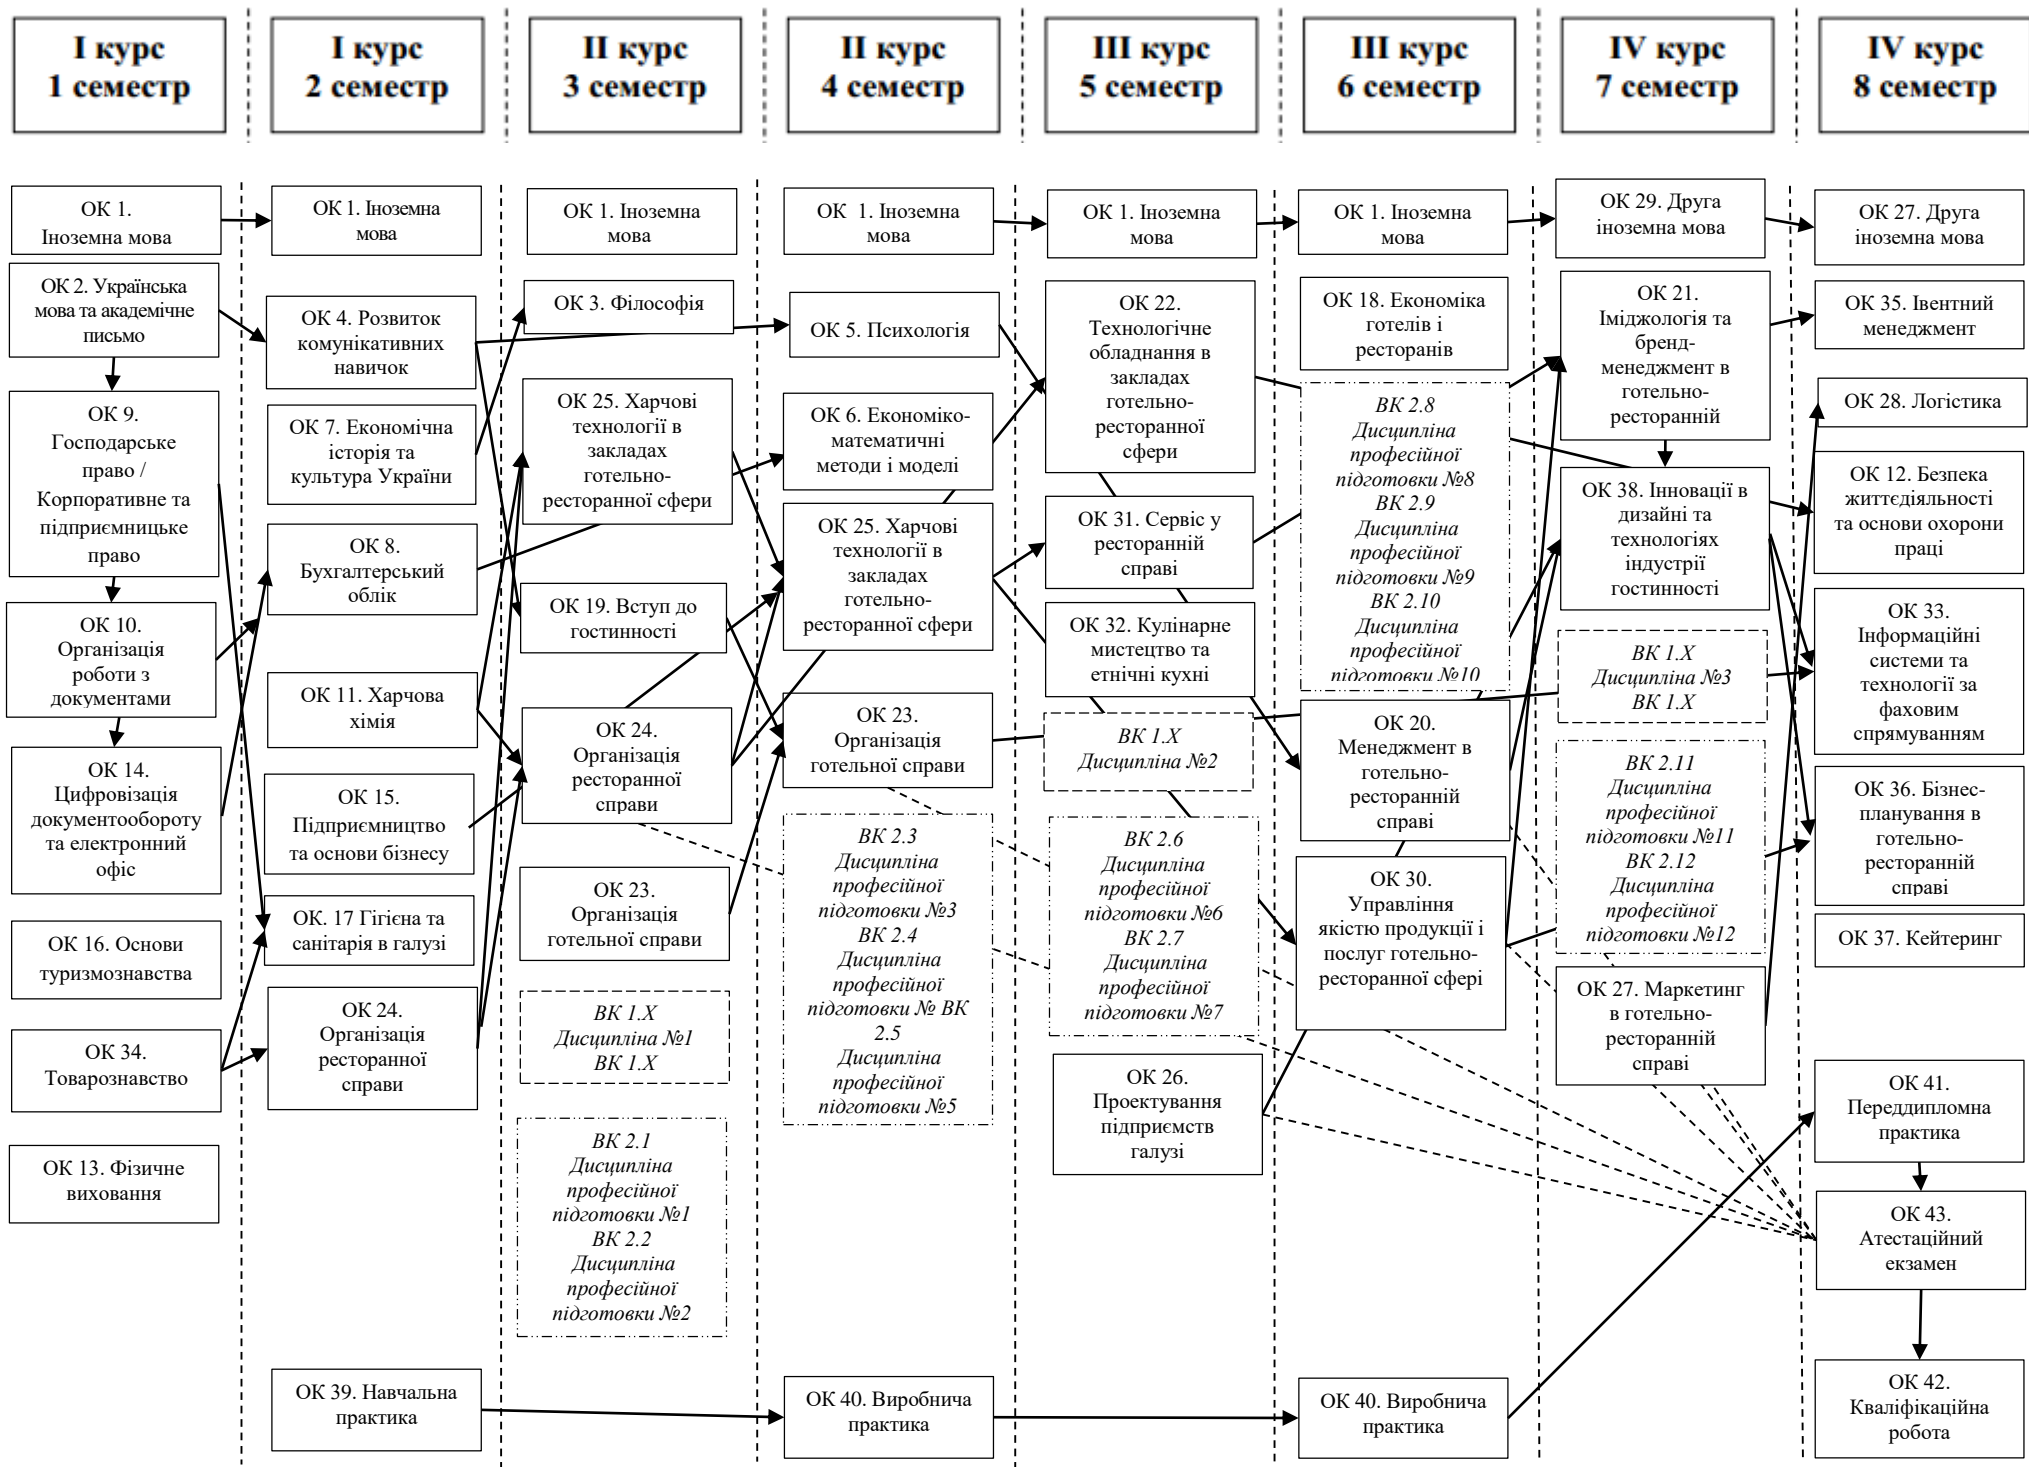 І курс
1 семестр
І курс
2 семестр
ІІ курс
3 семестр
ІІ курс
4 семестр
ІІІ курс
5 семестр
ІІІ курс
6 семестр
IV курс
7 семестр
IV курс
8 семестр
ОК 1.
Іноземна мова
ОК 2. Українська
мова та академічне
письмо
ОК 9.
Господарське
право /
Корпоративне та
підприємницьке
право
ОК 10.
Організація
роботи з
документами
ОК 14.
Цифровізація
документообороту
та електронний
офіс
ОК 16. Основи
туризмознавства
ОК 34.
Товарознавство
ОК 13. Фізичне
виховання
ОК 1. Іноземна
мова
ОК 4. Розвиток
комунікативних
навичок
ОК 7. Економічна
історія та
культура України
ОК 8.
Бухгалтерський
облік
ОК 11. Харчова
хімія
ОК 15.
Підприємництво
та основи бізнесу
ОК. 17 Гігієна та
санітарія в галузі
ОК 24.
Організація
ресторанної
справи
ОК 39. Навчальна
практика
ОК 1. Іноземна
мова
ОК 3. Філософія
ОК 25. Харчові
технології в
закладах
готельно-
ресторанної сфери
ОК 19. Вступ до
гостинності
ОК 24.
Організація
ресторанної
справи
ОК 23.
Організація
готельної справи
ВК 1.X
Дисципліна №1
ВК 1.X
ВК 2.1
Дисципліна
професійної
підготовки №1
ВК 2.2
Дисципліна
професійної
підготовки №2
ОК 1. Іноземна
мова
ОК 5. Психологія
ОК 6. Економіко-
математичні
методи і моделі
ОК 25. Харчові
технології в
закладах
готельно-
ресторанної сфери
ОК 23.
Організація
готельної справи
ВК 2.3
Дисципліна
професійної
підготовки №3
ВК 2.4
Дисципліна
професійної
підготовки № ВК
2.5
Дисципліна
професійної
підготовки №5
ОК 40. Виробнича
практика
ОК 1. Іноземна
мова
ОК 22.
Технологічне
обладнання в
закладах
готельно-
ресторанної
сфери
ОК 31. Сервіс у
ресторанній
справі
ОК 32. Кулінарне
мистецтво та
етнічні кухні
ВК 1.X
Дисципліна №2
ВК 2.6
Дисципліна
професійної
підготовки №6
ВК 2.7
Дисципліна
професійної
підготовки №7
ОК 26.
Проектування
підприємств
галузі
ОК 1. Іноземна
мова
ОК 18. Економіка
готелів і
ресторанів
ВК 2.8
Дисципліна
професійної
підготовки №8
ВК 2.9
Дисципліна
професійної
підготовки №9
ВК 2.10
Дисципліна
професійної
підготовки №10
ОК 20.
Менеджмент в
готельно-
ресторанній
справі
ОК 30.
Управління
якістю продукції і
послуг готельно-
ресторанної сфері
ОК 40. Виробнича
практика
ОК 29. Друга
іноземна мова
ОК 21.
Іміджологія та
бренд-
менеджмент в
готельно-
ресторанній
ОК 38. Інновації в
дизайні та
технологіях
індустрії
гостинності
ВК 1.X
Дисципліна №3
ВК 1.X
ВК 2.11
Дисципліна
професійної
підготовки №11
ВК 2.12
Дисципліна
професійної
підготовки №12
ОК 27. Маркетинг
в готельно-
ресторанній
справі
ОК 27. Друга
іноземна мова
ОК 35. Івентний
менеджмент
ОК 28. Логістика
ОК 12. Безпека
життєдіяльності
та основи охорони
праці
ОК 33.
Інформаційні
системи та
технології за
фаховим
спрямуванням
ОК 36. Бізнес-
планування в
готельно-
ресторанній
справі
ОК 37. Кейтеринг
ОК 41.
Переддипломна
практика
ОК 43.
Атестаційний
екзамен
ОК 42.
Кваліфікаційна
робота